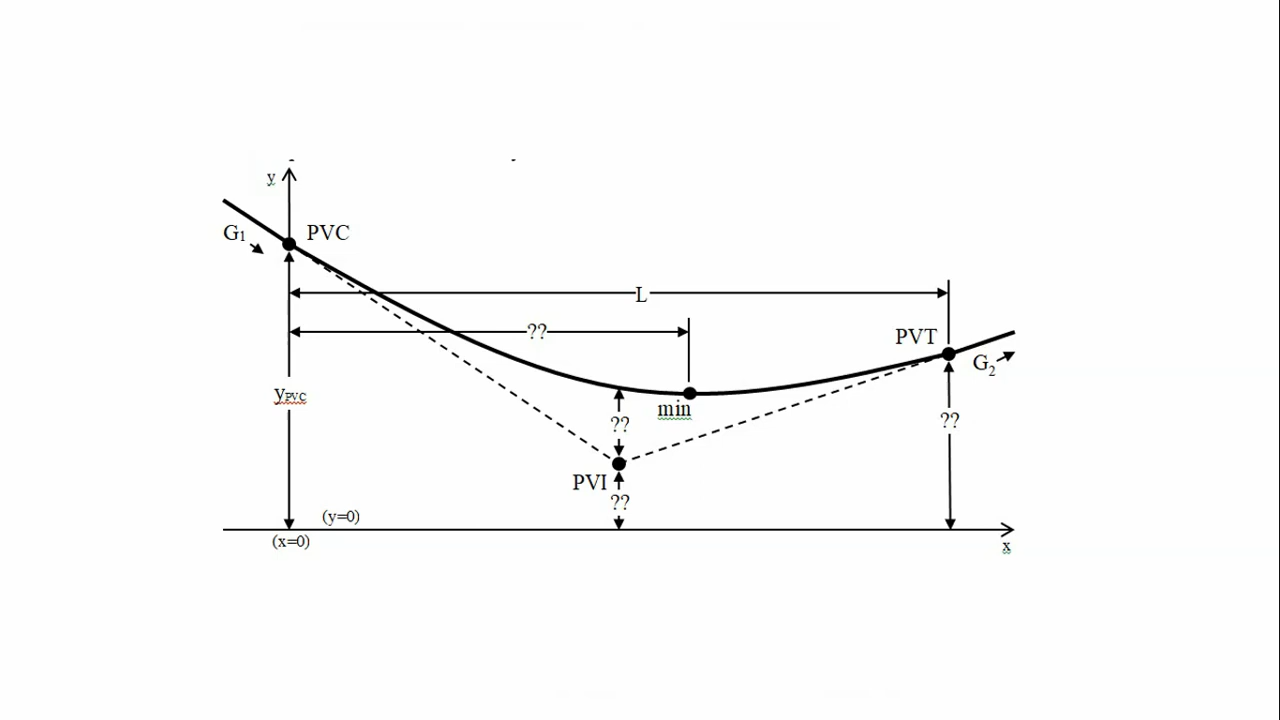 y
G₁
PVC
L
??
PVT
G₂
yPVC
min
??
??
PVI
??
(y=0)
(x=0)
x